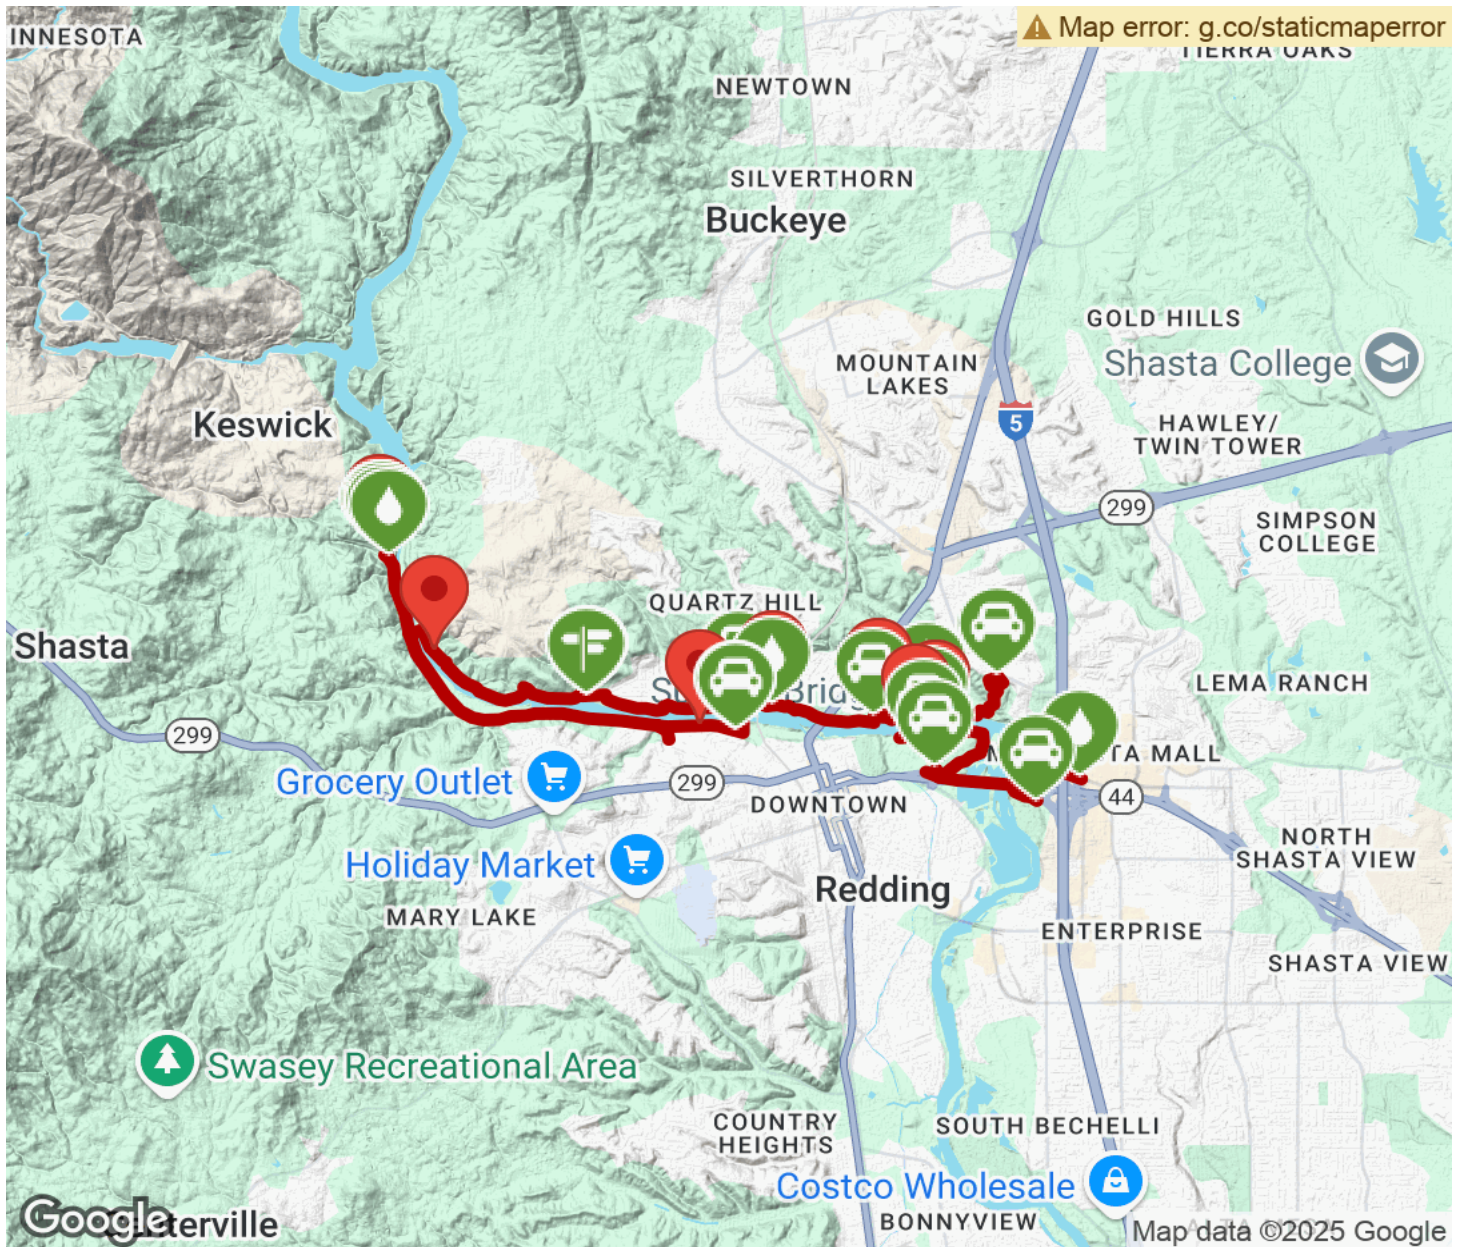 INNESOTA
Map error: g.co/staticmaperror
TIERRA OAKS
NEWTOWN
SILVERTHORN
Buckeye
GOLD HILLS
MOUNTAIN
LAKES
Shasta College
5
Keswick
HAWLEY/
TWIN TOWER
299
SIMPSON
COLLEGE
QUARTZ HILL
Shasta
LEMA RANCH
299
TA MALL
Grocery Outlet
299
DOWNTOWN
44
NORTH
SHASTA VIEW
Holiday Market
Redding
MARY LAKE
ENTERPRISE
SHASTA VIEW
Swasey Recreational Area
COUNTRY
HEIGHTS
SOUTH BECHELLI
Costco Wholesale
BONNYVIEW
Google
nterville
Map data ©2025 Google